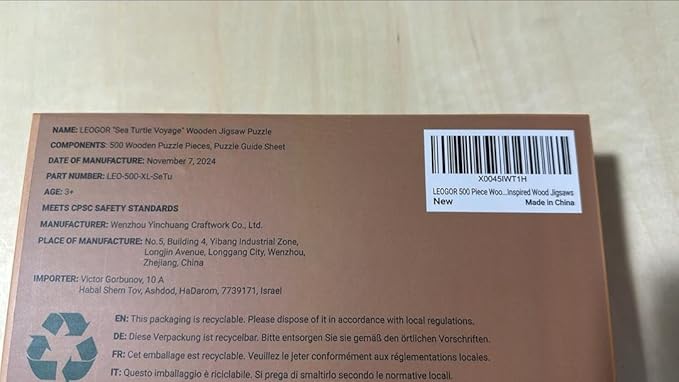 NAME: LEOGOR "Sea Turtle Voyage" Wooden Jigsaw Puzzle
COMPONENTS: 500 Wooden Puzzle Pieces, Puzzle Guide Sheet
DATE OF MANUFACTURE: November 7, 2024
PART NUMBER: LEO-500-XL-SeTu
AGE: 3+
MEETS CPSC SAFETY STANDARDS
MANUFACTURER: Wenzhou Yinchuang Craftwork Co., Ltd.
PLACE OF MANUFACTURE: No.5, Building 4, Yibang Industrial Zone,
Longjin Avenue, Longgang City, Wenzhou,
Zhejiang, China
IMPORTER: Victor Gorbunov, 10 A
Habal Shem Tov, Ashdod, HaDarom, 7739171, Israel
EN: This packaging is recyclable. Please dispose of it in accordance with local regulations.
DE: Diese Verpackung ist recycelbar. Bitte entsorgen Sie sie gemäß den örtlichen Vorschriften.
FR: Cet emballage est recyclable. Veuillez le jeter conformément aux réglementations locales.
IT: Questo imballaggio è riciclabile. Si prega di smaltirlo secondo le normative locali.
X0045IWT1H
LEOGOR 500 Piece Woo...Inspired Wood Jigsaws
New Made in China